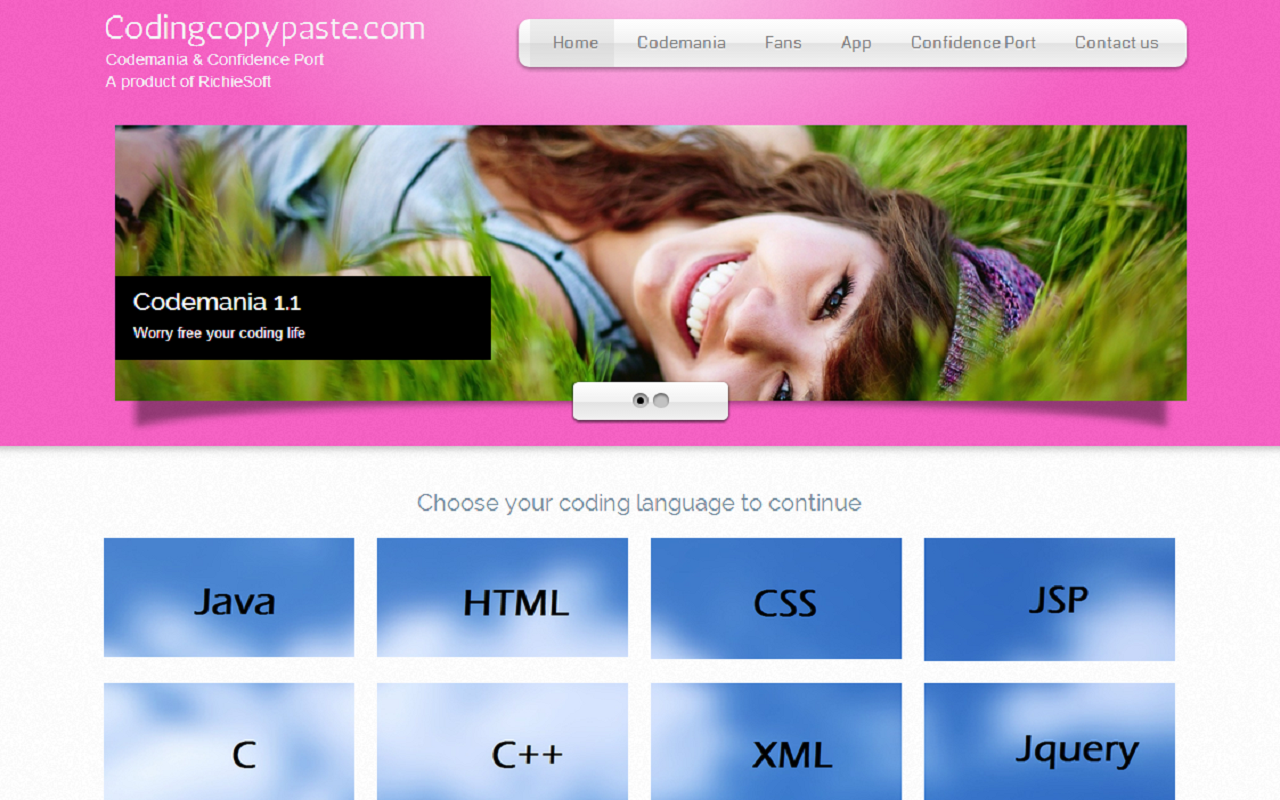 Codingcopypaste.com
Codemania & Confidence Port
A product of RichieSoft
Home Codemania Fans App Confidence Port Contact us
Codemania 1.1
Worry free your coding life
Choose your coding language to continue
Java HTML CSS JSP
C C++ XML Jquery